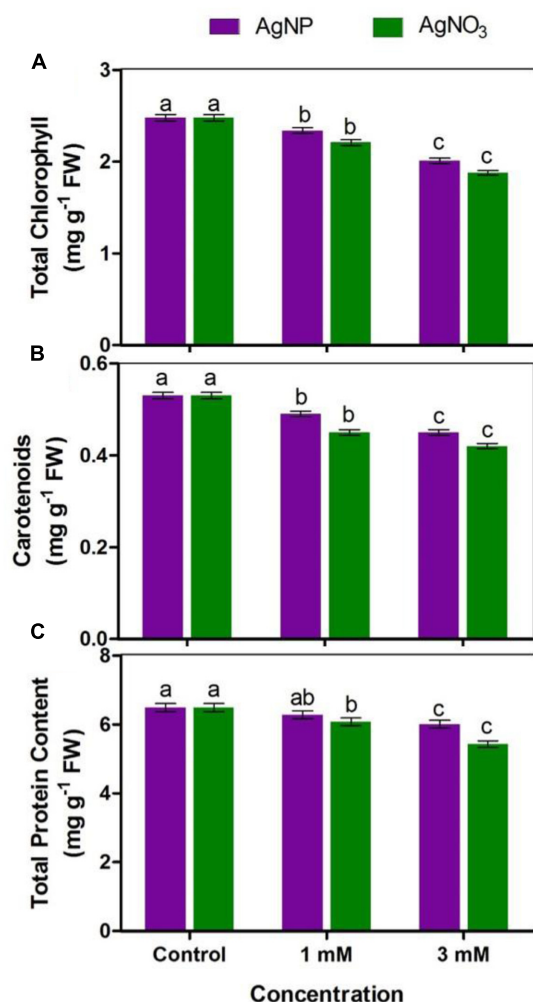 AgNP AgNO3
A
Total Chlorophyll
(mg g-1 FW)
3
2
1
0
a a b b c c
B
Carotenoids
(mg g-1 FW)
0.6
0.4
0.2
0.0
a a b b c c
C
Total Protein Content
(mg g-1 FW)
8
6
4
2
0
a a ab b c c
Control 1 mM 3 mM
Concentration